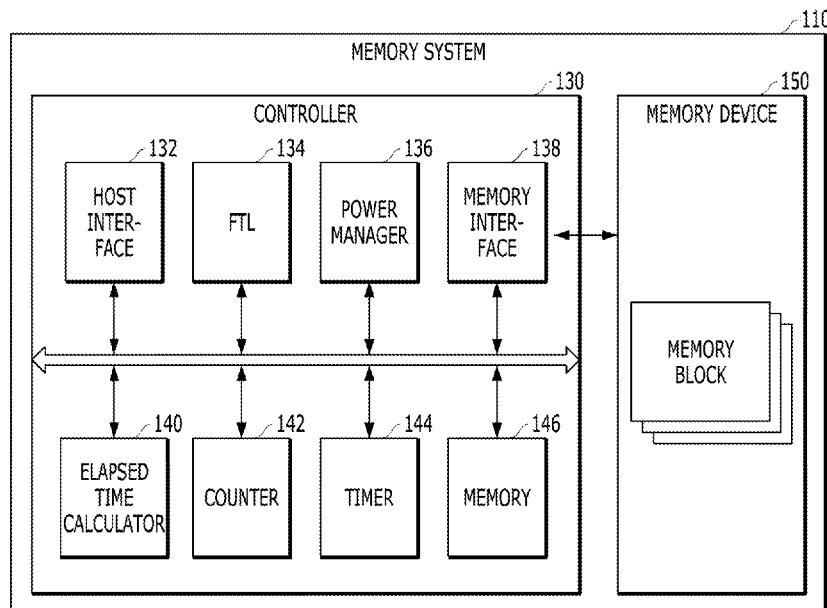 110
MEMORY SYSTEM
130
CONTROLLER
150
MEMORY DEVICE
132
HOST
INTER-
FACE
134
FTL
136
POWER
MANAGER
138
MEMORY
INTER-
FACE
MEMORY
BLOCK
140
ELAPSED
TIME
CALCULATOR
142
COUNTER
144
TIMER
146
MEMORY